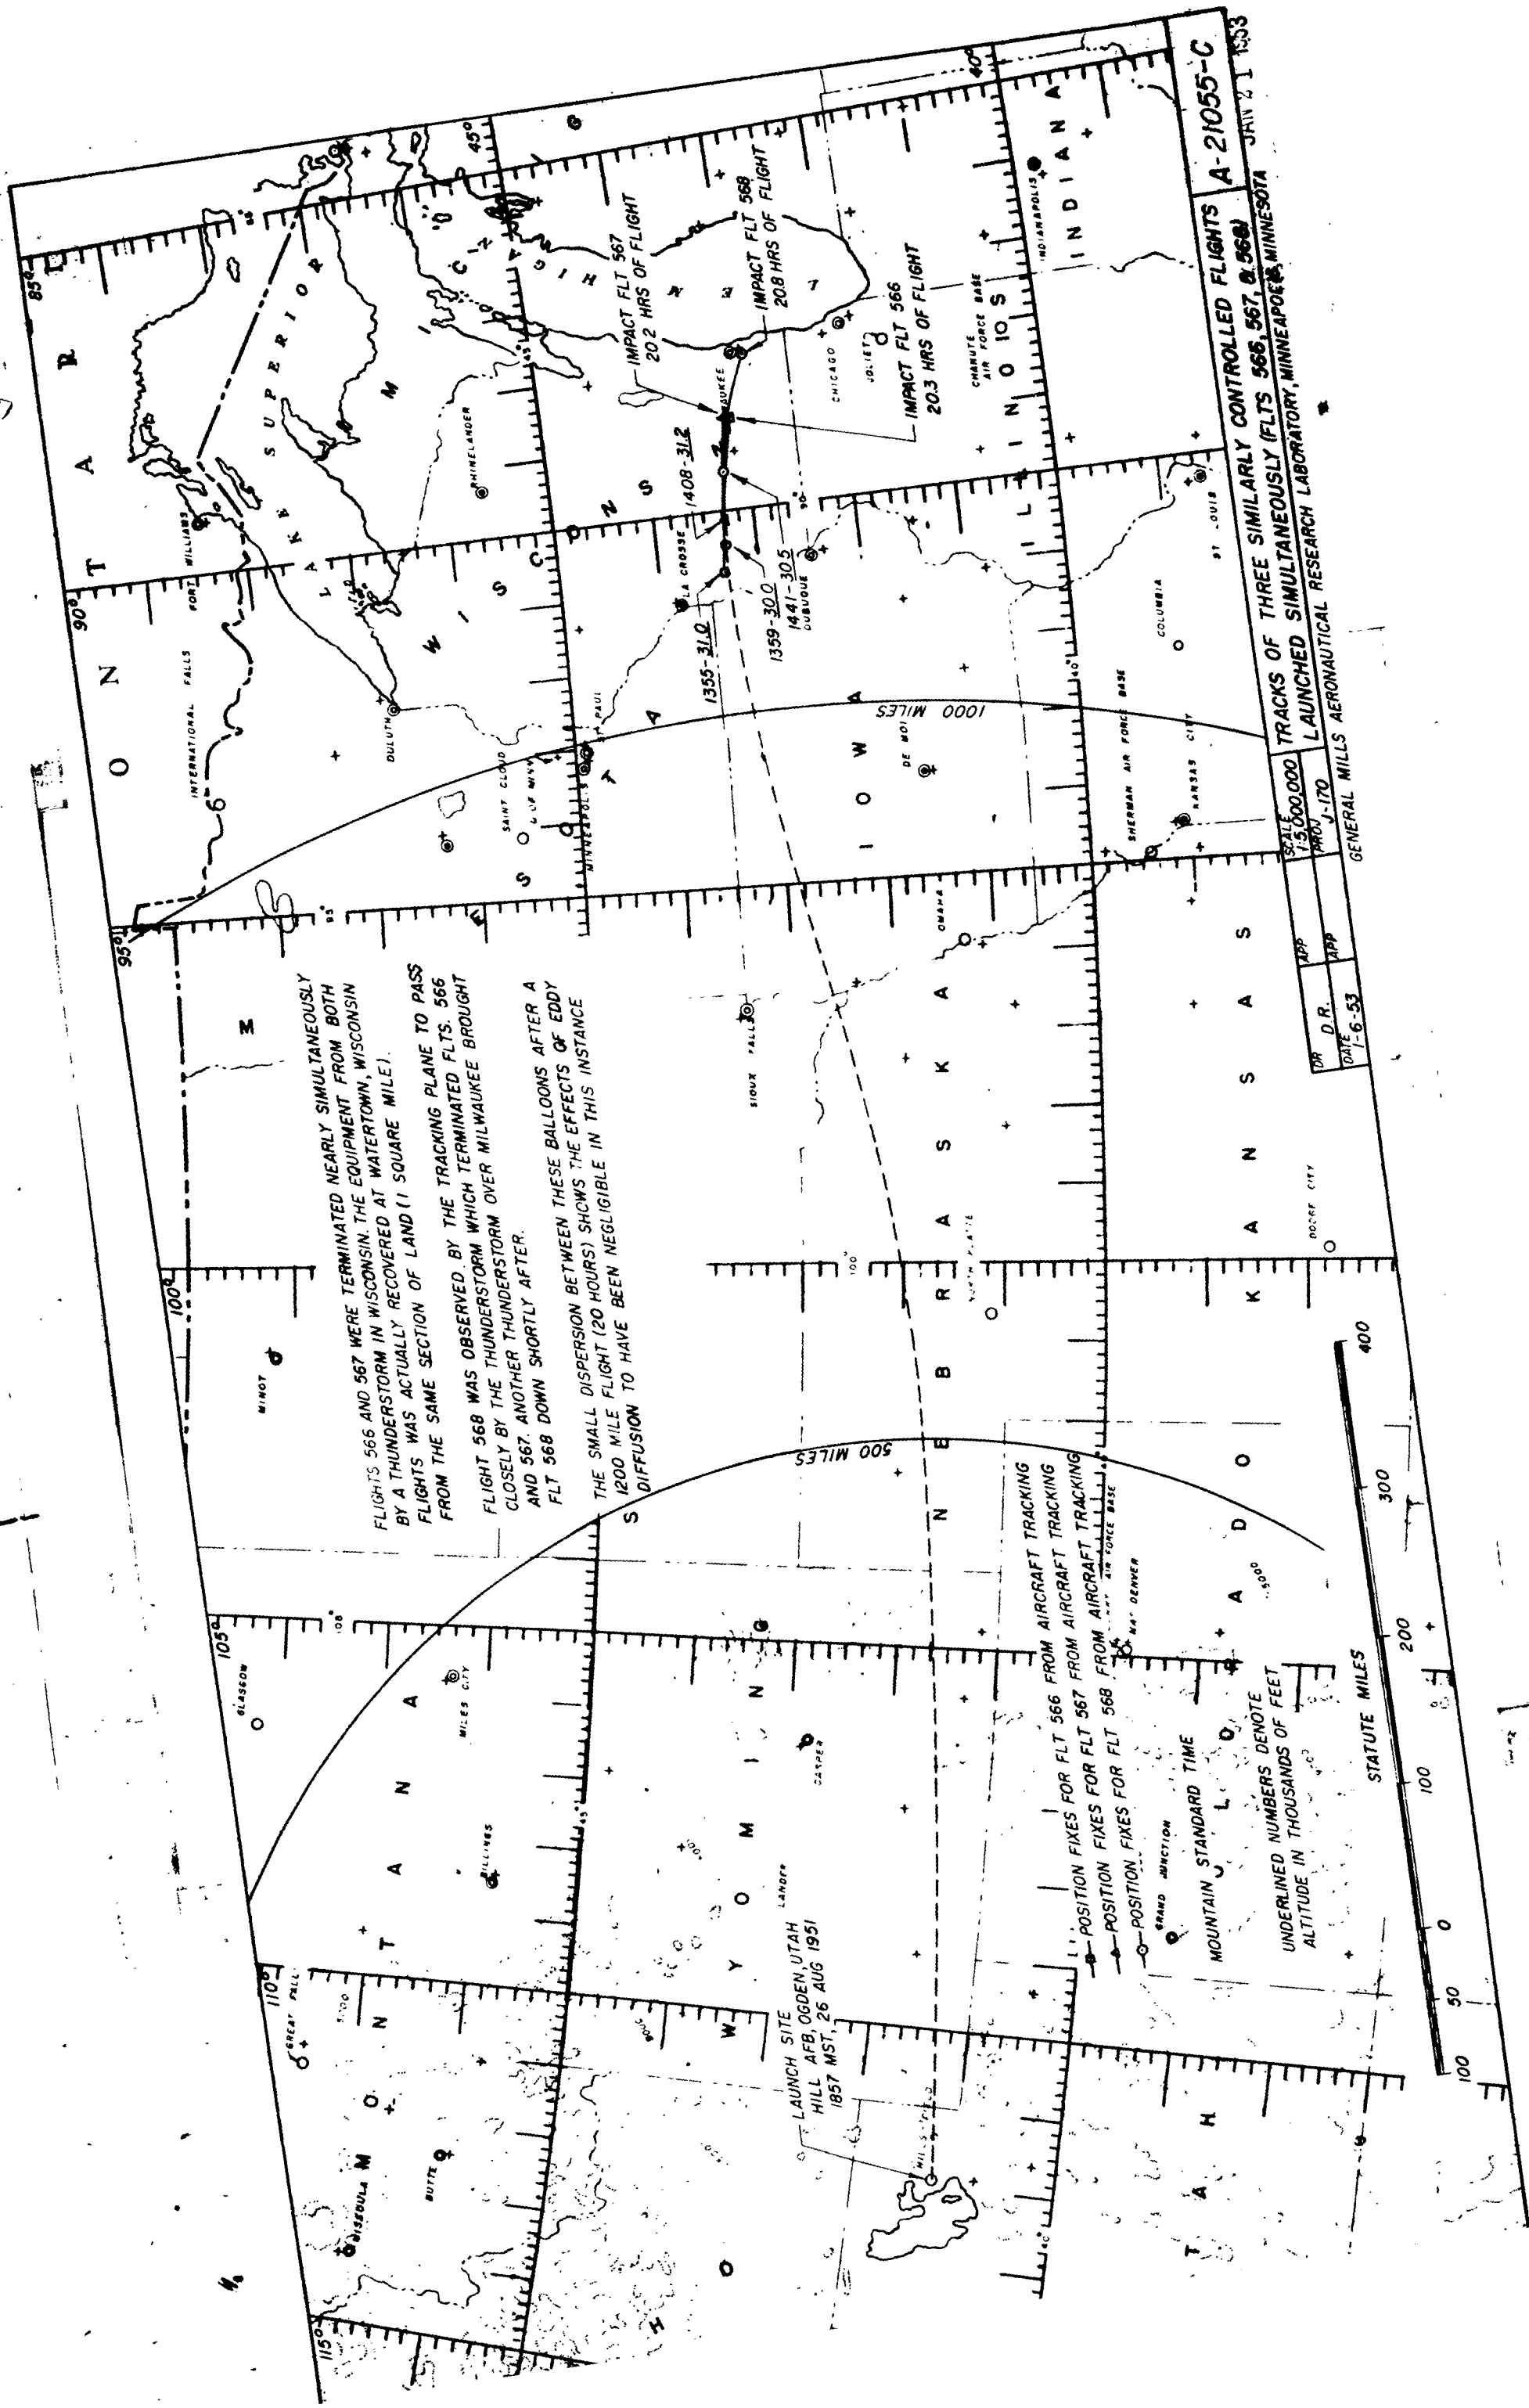 85°
90°
95°
100°
105°
110°
115°
ONTAR
INTERNATIONAL FALLS
FORT WILLIAMS
LAKE SUPERIOR
DULUTH
SAINT CLOUD
MINNEAPOLIS
ST PAUL
RHINELANDER
WISCONSIN
LA CROSSE
45°
MINOT
GLASGOW
GREAT FALL
MISSOULA
BUTTE
BILLINGS
MILES CITY
MONTANA
FLIGHTS 566 AND 567 WERE TERMINATED NEARLY SIMULTANEOUSLY
BY A THUNDERSTORM IN WISCONSIN. THE EQUIPMENT FROM BOTH
FLIGHTS WAS ACTUALLY RECOVERED AT WATERTOWN, WISCONSIN
FROM THE SAME SECTION OF LAND (1 SQUARE MILE).
FLIGHT 568 WAS OBSERVED BY THE TRACKING PLANE TO PASS
CLOSELY BY THE THUNDERSTORM WHICH TERMINATED FLTS. 566
AND 567. ANOTHER THUNDERSTORM OVER MILWAUKEE BROUGHT
FLT 568 DOWN SHORTLY AFTER.
THE SMALL DISPERSION BETWEEN THESE BALLOONS AFTER A
1200 MILE FLIGHT (20 HOURS) SHOWS THE EFFECTS OF EDDY
DIFFUSION TO HAVE BEEN NEGLIGIBLE IN THIS INSTANCE
IMPACT FLT 567
20.2 HRS OF FLIGHT
IMPACT FLT 568
20.8 HRS OF FLIGHT
IMPACT FLT 566
20.3 HRS OF FLIGHT
1408-31.2
1355-31.0
1359-30.0
1441-30.5
DUBUQUE
CHICAGO
JOLIET
CHANUTE
AIR FORCE BASE
ILLINOIS
INDIANAPOLIS
INDIANA
40°
ST LOUIS
COLUMBIA
1000 MILES
IOWA
DE MOI
SHERMAN AIR FORCE BASE
KANSAS CITY
SIOUX FALLS
OMAHA
NEBRASKA
NORTH PLATTE
500 MILES
KANSAS
DODGE CITY
WYOMING
CASPER
LANDER
LAUNCH SITE
HILL AFB, OGDEN, UTAH
1857 MST, 26 AUG 1951
UTAH
COLORADO
DENVER
GRAND JUNCTION
POSITION FIXES FOR FLT 566 FROM AIRCRAFT TRACKING
POSITION FIXES FOR FLT 567 FROM AIRCRAFT TRACKING
POSITION FIXES FOR FLT 568 FROM AIRCRAFT TRACKING
MOUNTAIN STANDARD TIME
UNDERLINED NUMBERS DENOTE
ALTITUDE IN THOUSANDS OF FEET
STATUTE MILES
100 50 0 100 200 300 400
DR D.R. APP
DATE 1-6-53 APP
SCALE 1:5,000,000
PROJ J-170
TRACKS OF THREE SIMILARLY CONTROLLED FLIGHTS
LAUNCHED SIMULTANEOUSLY (FLTS 566, 567, & 568)
A-21055-C
GENERAL MILLS AERONAUTICAL RESEARCH LABORATORY, MINNEAPOLIS, MINNESOTA
JAN 21 1953